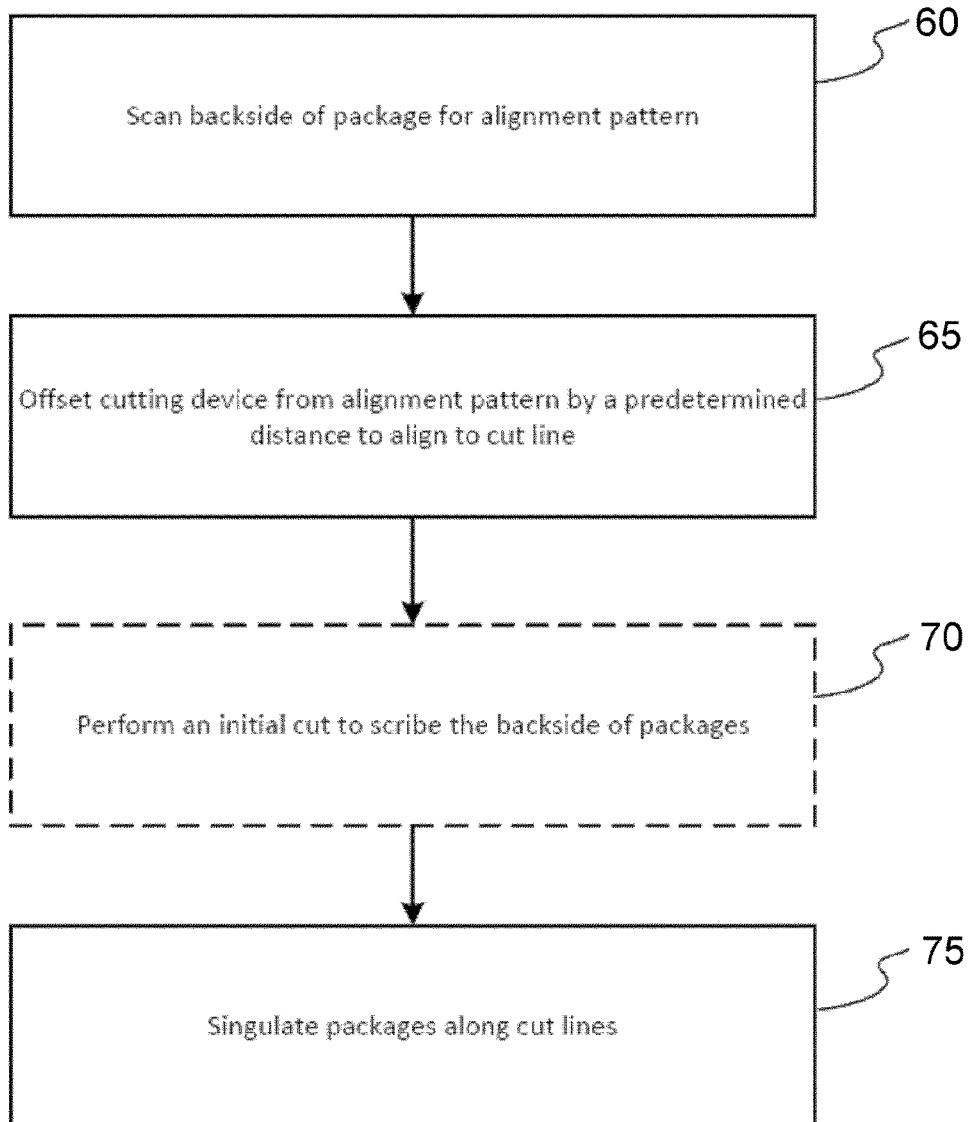 60
Scan backside of package for alignment pattern
65
Offset cutting device from alignment pattern by a predetermined
distance to align to cut line
70
Perform an initial cut to scribe the backside of packages
75
Singulate packages along cut lines